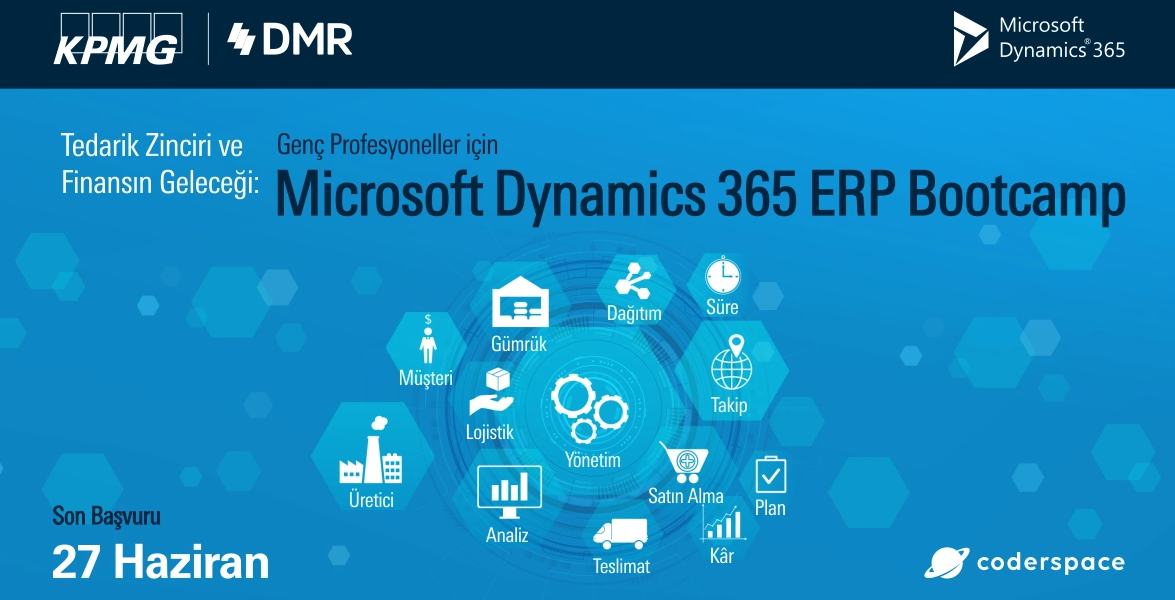 KPMG
DMR
Microsoft
Dynamics® 365
Tedarik Zinciri ve
Finansın Geleceği:
Genç Profesyoneller için
Microsoft Dynamics 365 ERP Bootcamp
Dağıtım
Süre
Gümrük
$
Müşteri
Takip
Lojistik
Yönetim
Üretici
Satın Alma
Plan
Analiz
Kâr
Teslimat
Son Başvuru
27 Haziran
coderspace